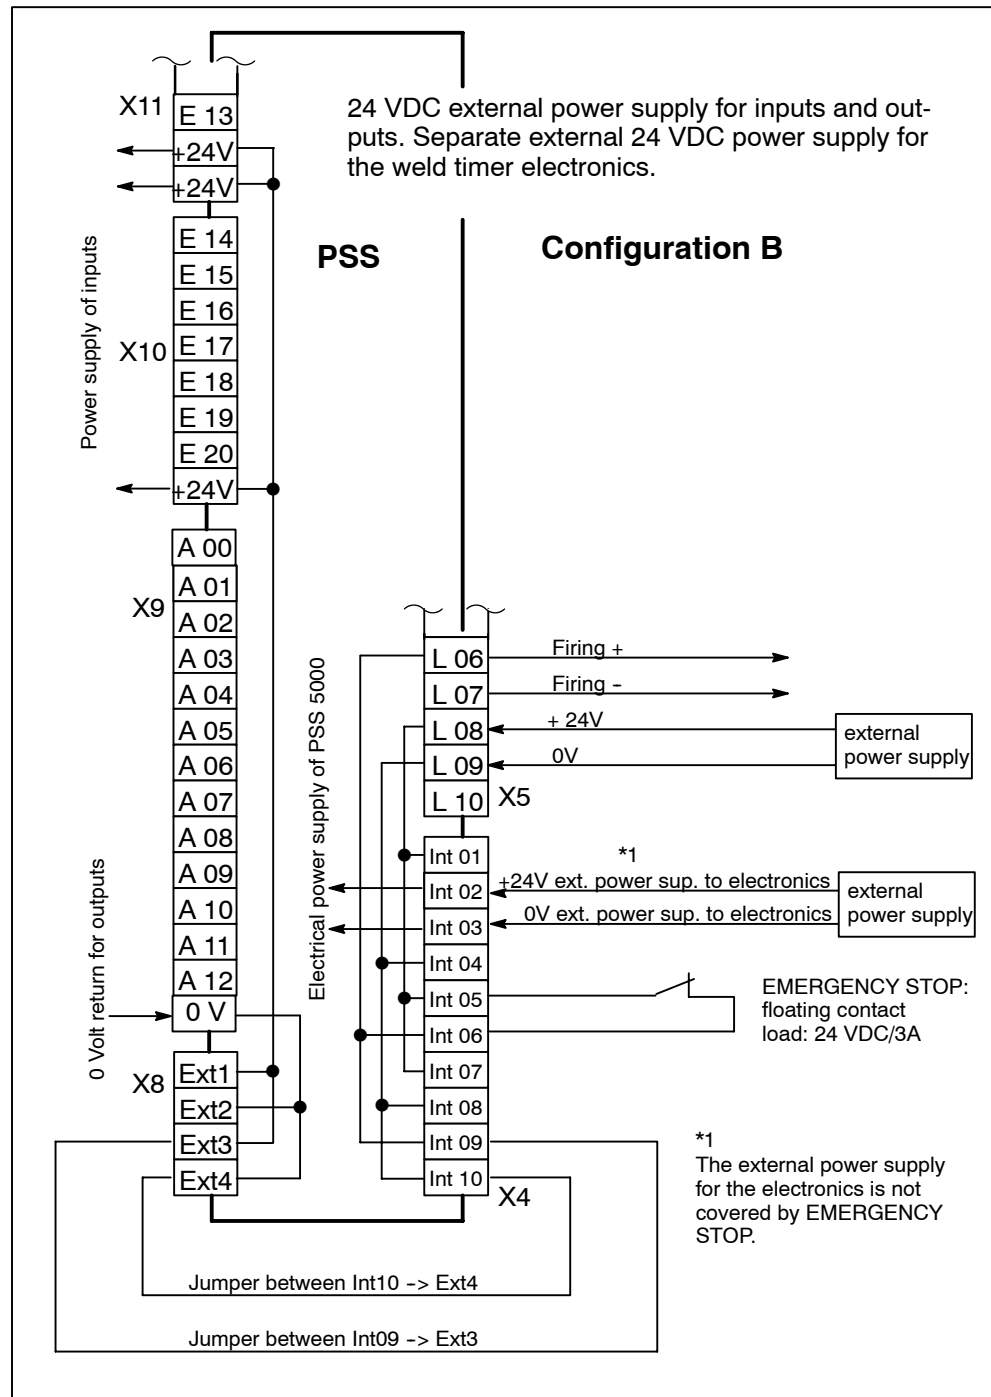 24 VDC external power supply for inputs and out-
puts. Separate external 24 VDC power supply for
the weld timer electronics.
PSS
Configuration B
X11
E 13
+24V
+24V
Power supply of inputs
X10
E 14
E 15
E 16
E 17
E 18
E 19
E 20
+24V
X9
A 00
A 01
A 02
A 03
A 04
A 05
A 06
A 07
A 08
A 09
A 10
A 11
A 12
0 V
0 Volt return for outputs
X8
Ext1
Ext2
Ext3
Ext4
Electrical power supply of PSS 5000
L 06
Firing +
L 07
Firing -
L 08
+ 24V
L 09
0V
external
power supply
L 10
X5
Int 01
*1
Int 02
+24V ext. power sup. to electronics
Int 03
0V ext. power sup. to electronics
external
power supply
Int 04
Int 05
Int 06
EMERGENCY STOP:
floating contact
load: 24 VDC/3A
Int 07
Int 08
Int 09
Int 10
X4
*1
The external power supply
for the electronics is not
covered by EMERGENCY
STOP.
Jumper between Int10 -> Ext4
Jumper between Int09 -> Ext3